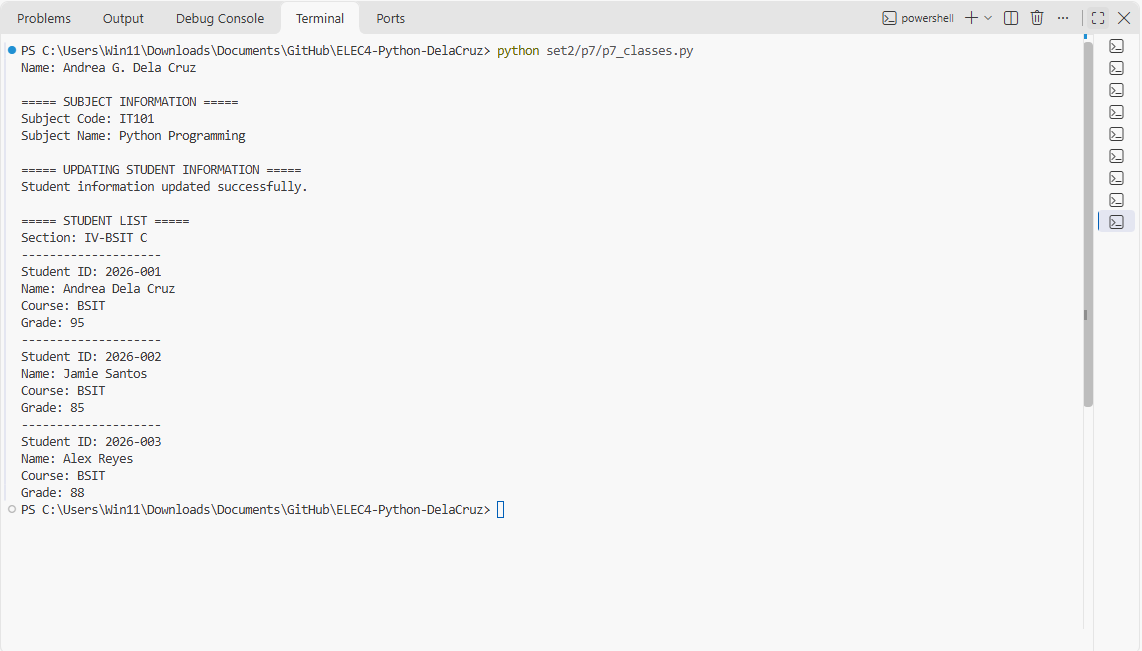 Problems Output Debug Console Terminal Ports powershell
PS C:\Users\Win11\Downloads\Documents\GitHub\ELEC4-Python-DelaCruz> python set2/p7/p7_classes.py
Name: Andrea G. Dela Cruz
===== SUBJECT INFORMATION =====
Subject Code: IT101
Subject Name: Python Programming
===== UPDATING STUDENT INFORMATION =====
Student information updated successfully.
===== STUDENT LIST =====
Section: IV-BSIT C
--------------------
Student ID: 2026-001
Name: Andrea Dela Cruz
Course: BSIT
Grade: 95
--------------------
Student ID: 2026-002
Name: Jamie Santos
Course: BSIT
Grade: 85
--------------------
Student ID: 2026-003
Name: Alex Reyes
Course: BSIT
Grade: 88
PS C:\Users\Win11\Downloads\Documents\GitHub\ELEC4-Python-DelaCruz>